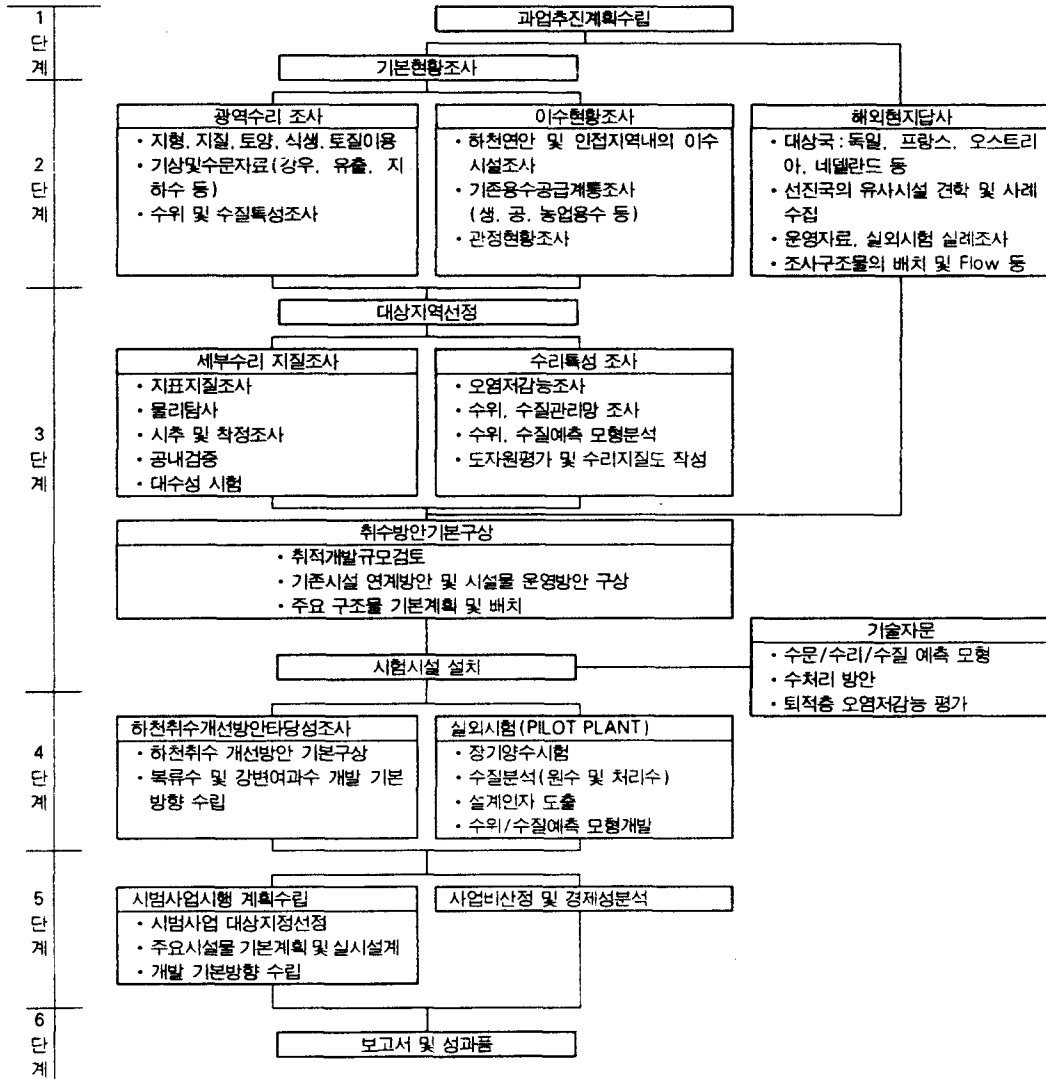 1
단
계
과업추진계획수립
기본현황조사
2
단
계
광역수리 조사
• 지형, 지질, 토양, 식생, 토질이용
• 기상및수문자료(강우, 유출, 지
하수 등)
• 수위 및 수질특성조사
이수현황조사
• 하천연안 및 인접지역내의 이수
시설조사
• 기존용수공급계통조사
(생, 공, 농업용수 등)
• 관정현황조사
해외현지답사
• 대상국 : 독일, 프랑스, 오스트리
아, 네델란드 등
• 선진국의 유사시설 견학 및 사례
수집
• 운영자료, 실외시험 실례조사
• 조사구조물의 배치 및 Flow 등
3
단
계
대상지역선정
세부수리 지질조사
• 지표지질조사
• 물리탐사
• 시추 및 착정조사
• 공내검증
• 대수성 시험
수리특성 조사
• 오염저감능조사
• 수위, 수질관리망 조사
• 수위, 수질예측 모형분석
• 도자원평가 및 수리지질도 작성
취수방안기본구상
• 취적개발규모검토
• 기존시설 연계방안 및 시설물 운영방안 구상
• 주요 구조물 기본계획 및 배치
시험시설 설치
기술자문
• 수문/수리/수질 예측 모형
• 수처리 방안
• 퇴적층 오염저감능 평가
4
단
계
하천취수개선방안타당성조사
• 하천취수 개선방안 기본구상
• 복류수 및 강변여과수 개발 기본
방향 수립
실외시험(PILOT PLANT)
• 장기양수시험
• 수질분석(원수 및 처리수)
• 설계인자 도출
• 수위/수질예측 모형개발
5
단
계
시범사업시행 계획수립
• 시범사업 대상지정선정
• 주요시설물 기본계획 및 실시설계
• 개발 기본방향 수립
사업비산정 및 경제성분석
6
단
계
보고서 및 성과품